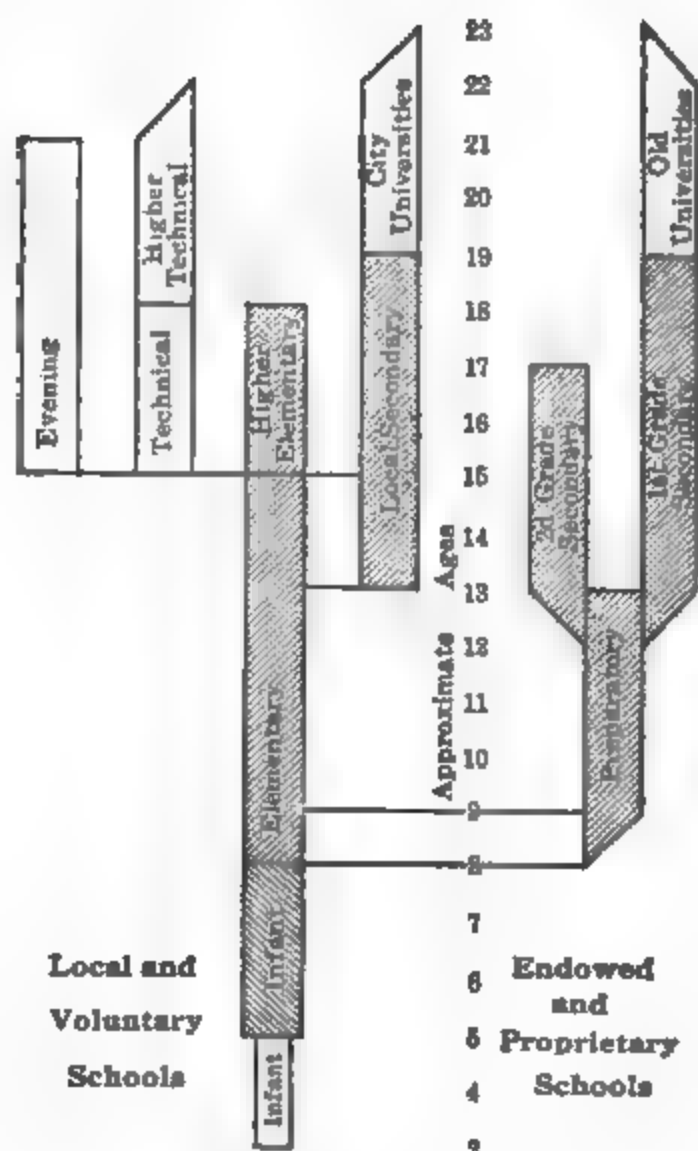 23
22
21
20
19
18
17
16
15
14
13
12
11
10
9
8
7
6
5
4
Approximate Ages
Evening
Technical
Higher
Technical
Higher
Elementary
Elementary
Infant
Infant
Local Secondary
City
Universities
2d Grade
Secondary
1st Grade
Secondary
Preparatory
Old
Universities
Local and
Voluntary
Schools
Endowed
and
Proprietary
Schools